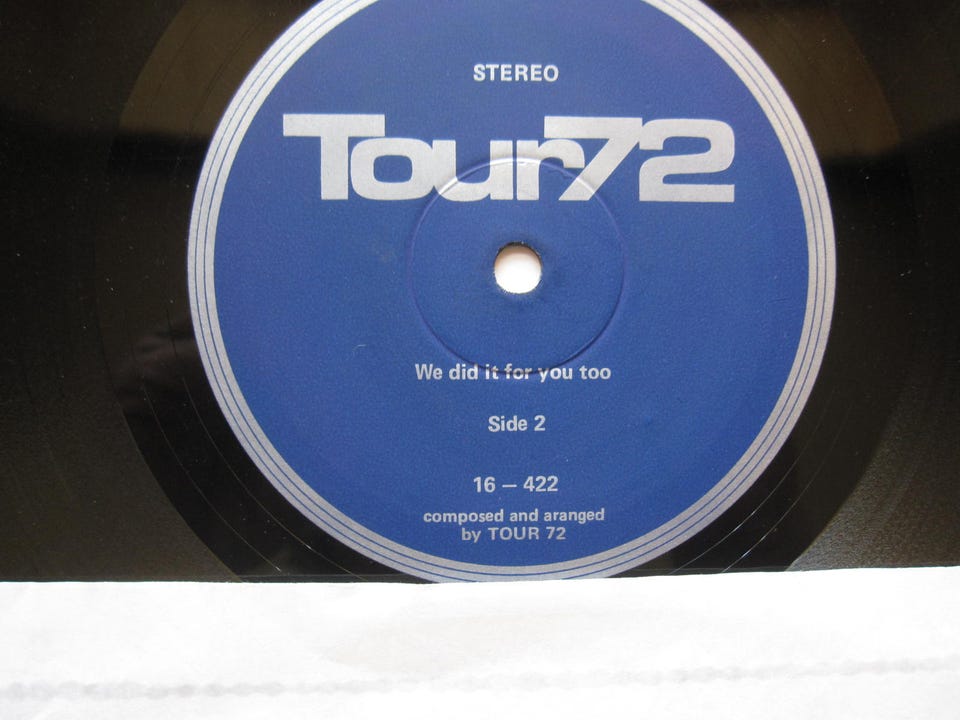 STEREO
Tour72
We did it for you too
Side 2
16 – 422
composed and aranged
by TOUR 72